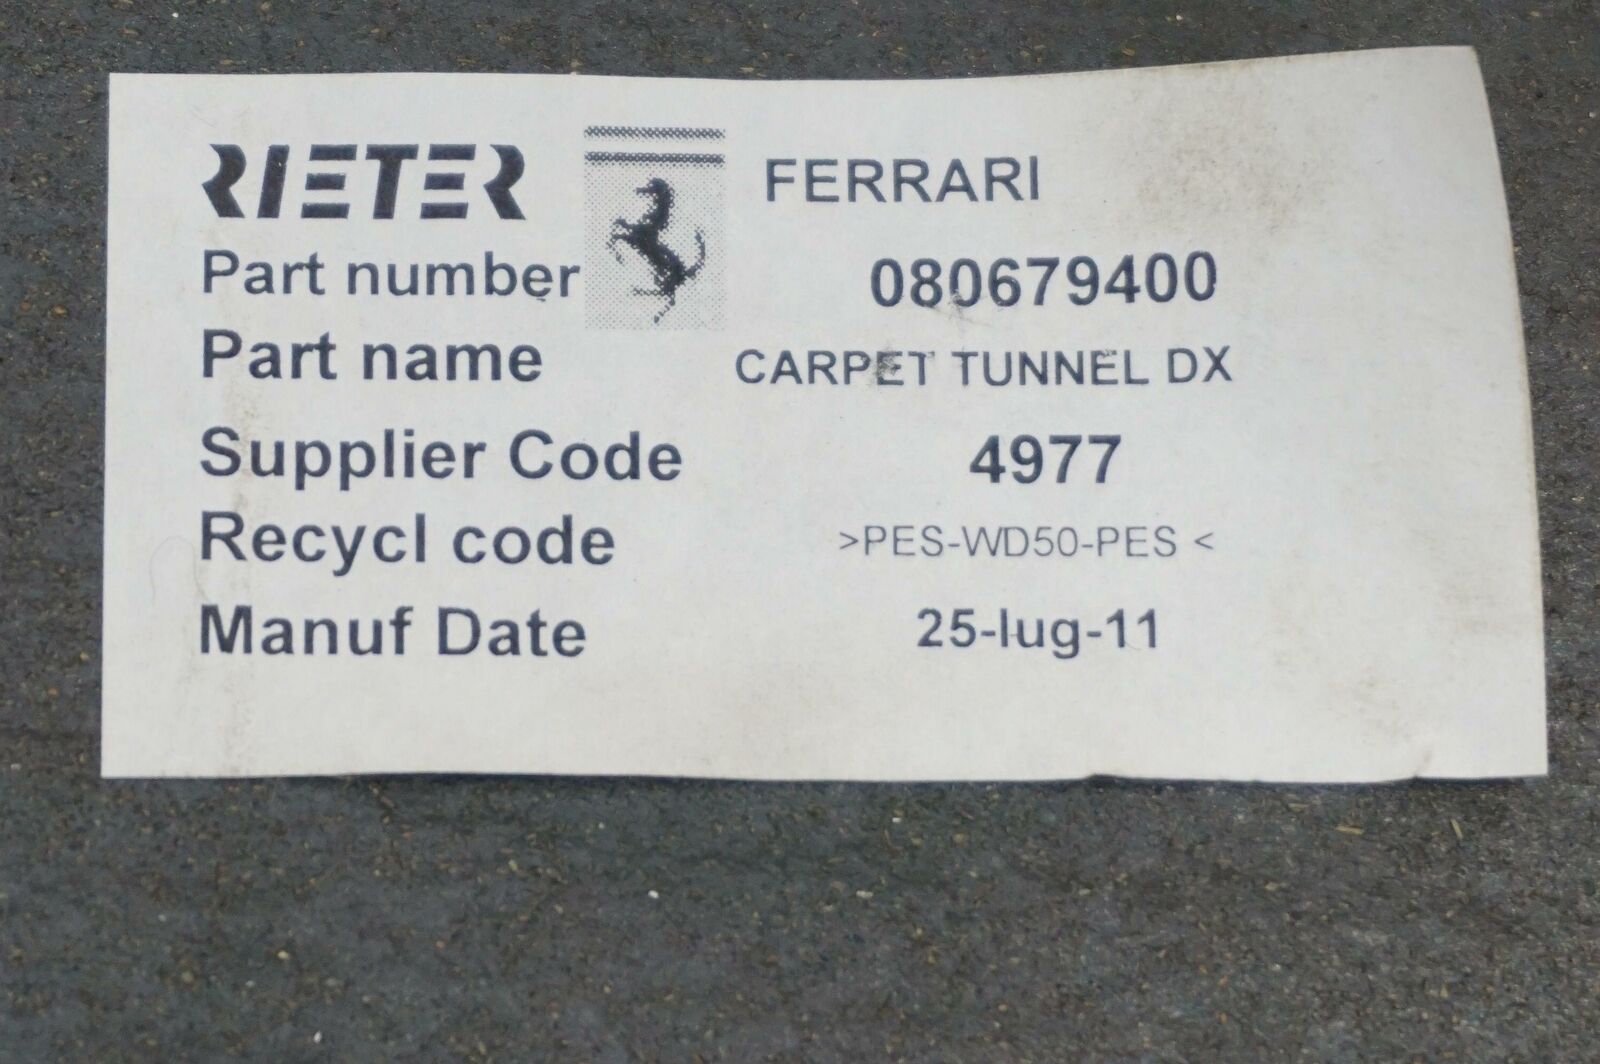 RIETER FERRARI
Part number 080679400
Part name CARPET TUNNEL DX
Supplier Code 4977
Recycl code >PES-WD50-PES <
Manuf Date 25-lug-11